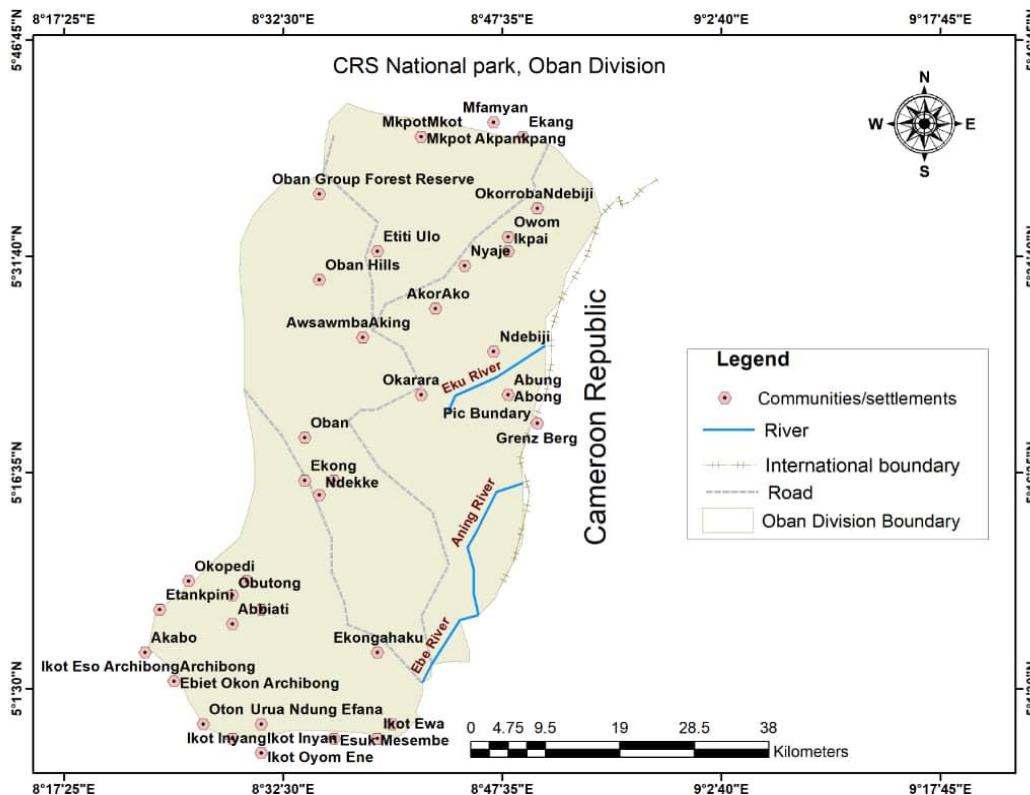 8°17'25"E 8°32'30"E 8°47'35"E 9°2'40"E 9°17'45"E
5°46'45"N
CRS National park, Oban Division
N
W E
S
Mfamyan
MkpotMkot Ekang
Mkpot Akpankpang
Oban Group Forest Reserve
OkorrobaNdebiji
Owom
Etiti Ulo Ikpai
Nyaje
5°31'40"N
Oban Hills
AkorAko
AwsawmbaAking
Cameroon Republic
Ndebiji
Eku River
Okarara Abung
Abong
Pic Bundary
Oban
Grenz Berg
Ekong
Ndekke
5°16'35"N
Aning River
Legend
Communities/settlements
River
International boundary
Road
Oban Division Boundary
Okopedi
Obutong
Etankpini
Abbiati
Akabo Ekongahaku
Ebe River
Ikot Eso ArchibongArchibong
Ebiet Okon Archibong
5°1'30"N
Oton Urua Ndung Efana
Ikot Ewa
Ikot InyangIkot Inyan Esuk Mesembe
Ikot Oyom Ene
0 4.75 9.5 19 28.5 38
Kilometers
8°17'25"E 8°32'30"E 8°47'35"E 9°2'40"E 9°17'45"E